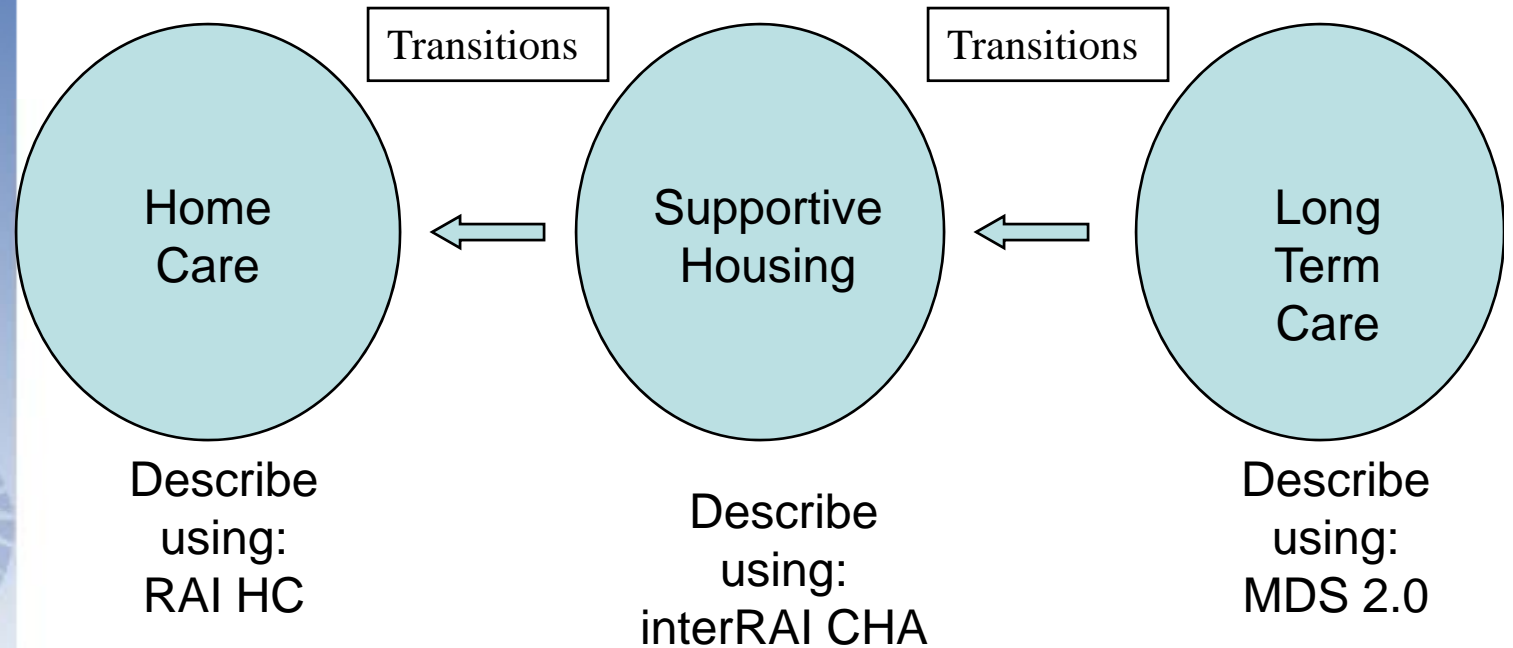 Transitions
Transitions
Home
Care
Supportive
Housing
Long
Term
Care
Describe
using:
RAI HC
Describe
using:
interRAI CHA
Describe
using:
MDS 2.0